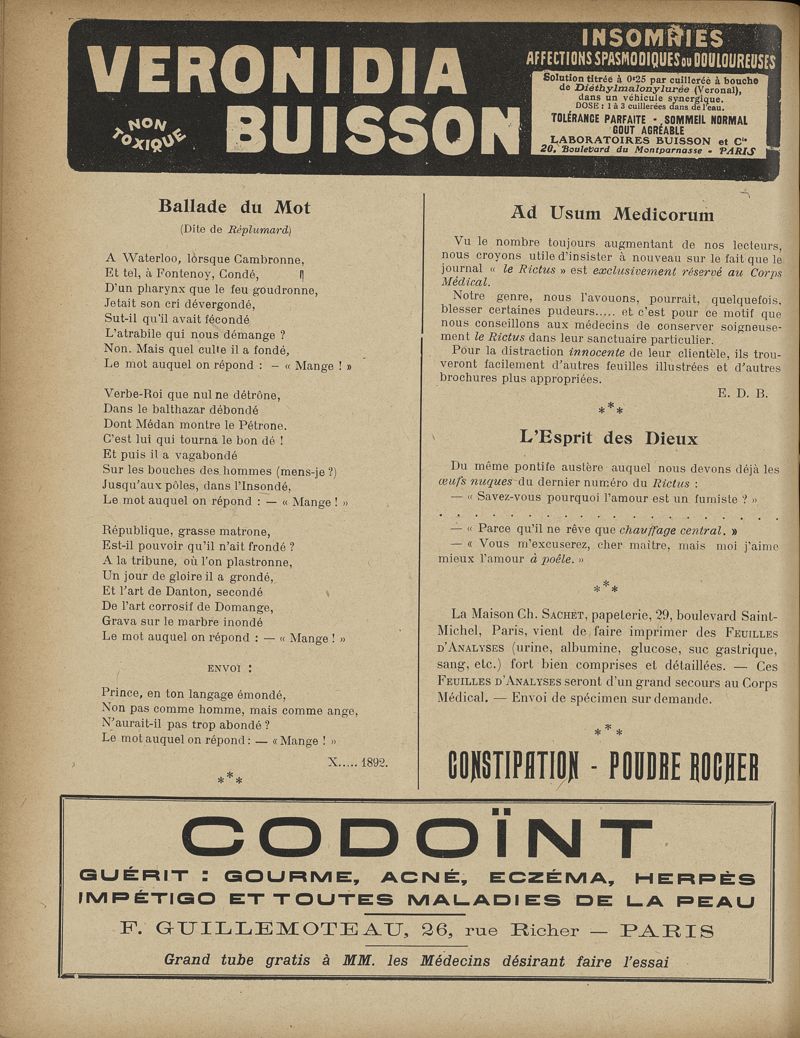 VERONIDIA
BUISSON
NON
TOXIQUE
INSOMNIES
AFFECTIONS SPASMODIQUES OU DOULOUREUSES
Solution titrée à 0gr25 par cuillerée à bouche
de Diéthylmalonylurée (Veronal),
dans un véhicule synergique.
DOSE : 1 à 3 cuillerées dans de l'eau.
TOLÉRANCE PARFAITE - SOMMEIL NORMAL
GOUT AGRÉABLE
LABORATOIRES BUISSON et Cie
20, Boulevard du Montparnasse - PARIS
Ballade du Mot
(Dite de Réplumard)
A Waterloo, lorsque Cambronne,
Et tel, à Fontenoy, Condé,
D'un pharynx que le feu goudronne,
Jetait son cri dévergondé,
Sut-il qu'il avait fécondé
L'atrabile qui nous démange ?
Non. Mais quel culte il a fondé,
Le mot auquel on répond : — « Mange ! »
Verbe-Roi que nul ne détrône,
Dans le balthazar débondé
Dont Médan montre le Pétrone.
C'est lui qui tourna le bon dé !
Et puis il a vagabondé
Sur les bouches des hommes (mens-je ?)
Jusqu'aux pôles, dans l'Insondé,
Le mot auquel on répond : — « Mange ! »
République, grasse matrone,
Est-il pouvoir qu'il n'ait frondé ?
A la tribune, où l'on plastronne,
Un jour de gloire il a grondé,
Et l'art de Danton, secondé
De l'art corrosif de Domange,
Grava sur le marbre inondé
Le mot auquel on répond : — « Mange ! »
ENVOI :
Prince, en ton langage émondé,
Non pas comme homme, mais comme ange,
N'aurait-il pas trop abondé ?
Le mot auquel on répond : — « Mange ! »
X..... 1892.
***
Ad Usum Medicorum
Vu le nombre toujours augmentant de nos lecteurs,
nous croyons utile d'insister à nouveau sur le fait que le
journal « le Rictus » est exclusivement réservé au Corps
Médical.
Notre genre, nous l'avouons, pourrait, quelquefois,
blesser certaines pudeurs..... et c'est pour ce motif que
nous conseillons aux médecins de conserver soigneuse-
ment le Rictus dans leur sanctuaire particulier.
Pour la distraction innocente de leur clientèle, ils trou-
veront facilement d'autres feuilles illustrées et d'autres
brochures plus appropriées.
E. D. B.
***
L'Esprit des Dieux
Du même pontife austère auquel nous devons déjà les
œufs nuques du dernier numéro du Rictus :
— « Savez-vous pourquoi l'amour est un fumiste ? »
. . . . . . . . . . . . . . . . . . . .
— « Parce qu'il ne rêve que chauffage central. »
— « Vous m'excuserez, cher maître, mais moi j'aime
mieux l'amour à poêle. »
***
La Maison Ch. SACHET, papeterie, 29, boulevard Saint-
Michel, Paris, vient de faire imprimer des FEUILLES
D'ANALYSES (urine, albumine, glucose, suc gastrique,
sang, etc.) fort bien comprises et détaillées. — Ces
FEUILLES D'ANALYSES seront d'un grand secours au Corps
Médical. — Envoi de spécimen sur demande.
***
CONSTIPATION - POUDRE ROCHER
CODOÏNT
GUÉRIT : GOURME, ACNÉ, ECZÉMA, HERPÈS
IMPÉTIGO ET TOUTES MALADIES DE LA PEAU
F. GUILLEMOTEAU, 26, rue Richer — PARIS
Grand tube gratis à MM. les Médecins désirant faire l'essai